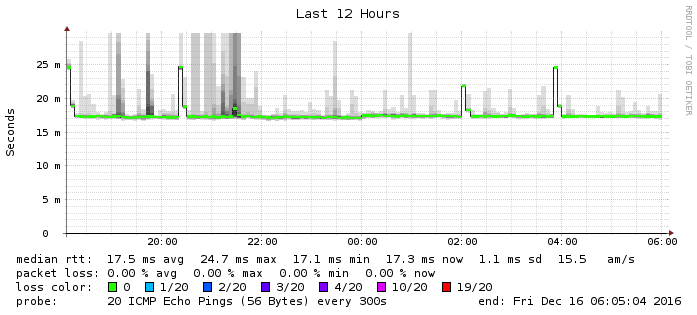 Last 12 Hours
RRDTOOL / TOBI OETIKER
Seconds
25 m
20 m
15 m
10 m
5 m
0
20:00 22:00 00:00 02:00 04:00 06:00
median rtt: 17.5 ms avg 24.7 ms max 17.1 ms min 17.3 ms now 1.1 ms sd 15.5 am/s
packet loss: 0.00 % avg 0.00 % max 0.00 % min 0.00 % now
loss color: 0 1/20 2/20 3/20 4/20 10/20 19/20
probe: 20 ICMP Echo Pings (56 Bytes) every 300s end: Fri Dec 16 06:05:04 2016